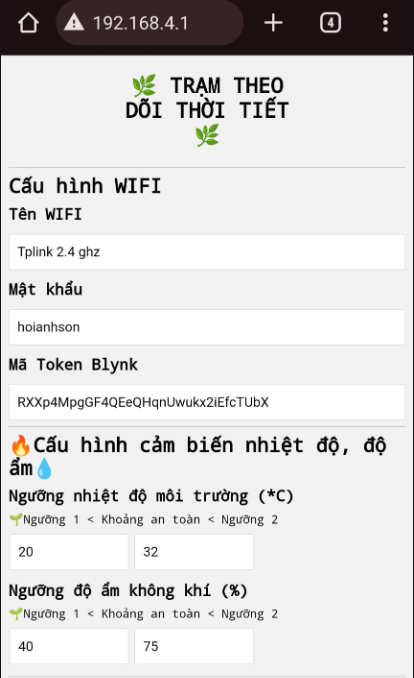 192.168.4.1
4
🌿 TRẠM THEO
DÕI THỜI TIẾT
🌿
Cấu hình WIFI
Tên WIFI
Tplink 2.4 ghz
Mật khẩu
hoianhson
Mã Token Blynk
RXXp4MpgGF4QEeQHqnUwukx2iEfcTUbX
🔥Cấu hình cảm biến nhiệt độ, độ
ẩm💧
Ngưỡng nhiệt độ môi trường (*C)
🌱Ngưỡng 1 < Khoảng an toàn < Ngưỡng 2
20 32
Ngưỡng độ ẩm không khí (%)
🌱Ngưỡng 1 < Khoảng an toàn < Ngưỡng 2
40 75